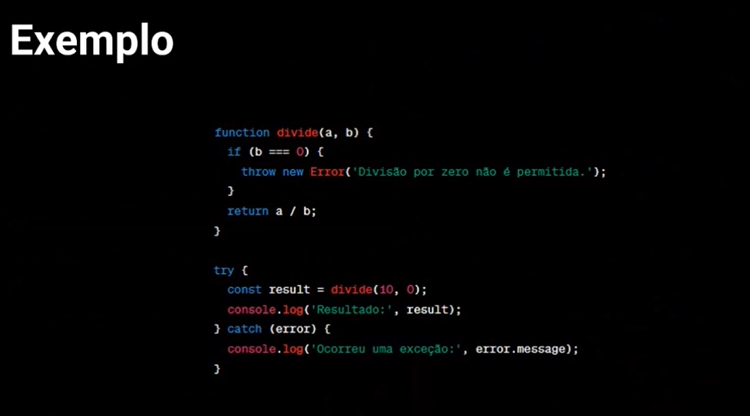 Exemplo
function divide(a, b) {
  if (b === 0) {
    throw new Error('Divisão por zero não é permitida.');
  }
  return a / b;
}

try {
  const result = divide(10, 0);
  console.log('Resultado:', result);
} catch (error) {
  console.log('Ocorreu uma exceção:', error.message);
}